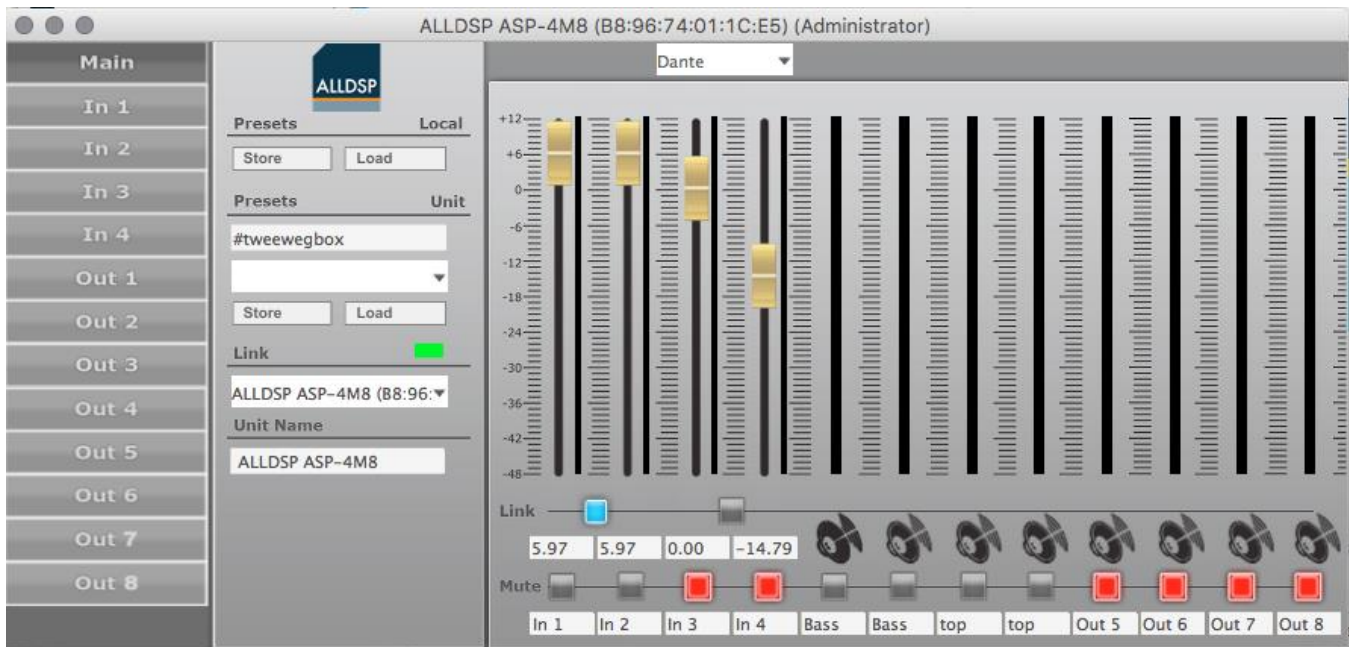 ALLDSP ASP-4M8 (B8:96:74:01:1C:E5) (Administrator)
Main
In 1
In 2
In 3
In 4
Out 1
Out 2
Out 3
Out 4
Out 5
Out 6
Out 7
Out 8
ALLDSP
Presets Local
Store Load
Presets Unit
#tweewegbox
Store Load
Link
ALLDSP ASP-4M8 (B8:96:
Unit Name
ALLDSP ASP-4M8
Dante
+12
+6
0
-6
-12
-18
-24
-30
-36
-42
-48
Link
5.97 5.97 0.00 -14.79
Mute
In 1 In 2 In 3 In 4 Bass Bass top top Out 5 Out 6 Out 7 Out 8